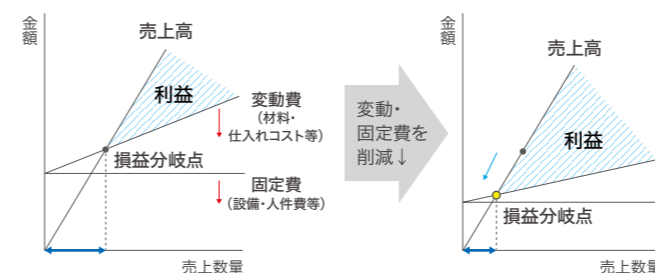 金額
売上高
利益
変動費
（材料・
仕入れコスト等）
損益分岐点
固定費
（設備・人件費等）
売上数量
変動・
固定費を
削減↓
金額
売上高
利益
損益分岐点
売上数量